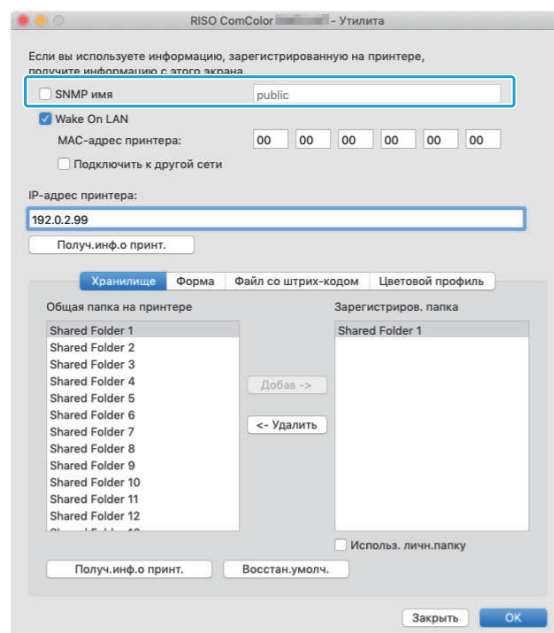 RISO ComColor - Утилита
Если вы используете информацию, зарегистрированную на принтере,
получите информацию с этого экрана.
SNMP имя
public
Wake On LAN
MAC-адрес принтера:
00 00 00 00 00 00
Подключить к другой сети
IP-адрес принтера:
192.0.2.99
Получ.инф.о принт.
Хранилище Форма Файл со штрих-кодом Цветовой профиль
Общая папка на принтере Зарегистриров. папка
Shared Folder 1 Shared Folder 1
Shared Folder 2
Shared Folder 3
Shared Folder 4
Shared Folder 5
Shared Folder 6
Shared Folder 7
Shared Folder 8
Shared Folder 9
Shared Folder 10
Shared Folder 11
Shared Folder 12
Добав ->
<- Удалить
Использ. личн.папку
Получ.инф.о принт. Восстан.умолч.
Закрыть OK